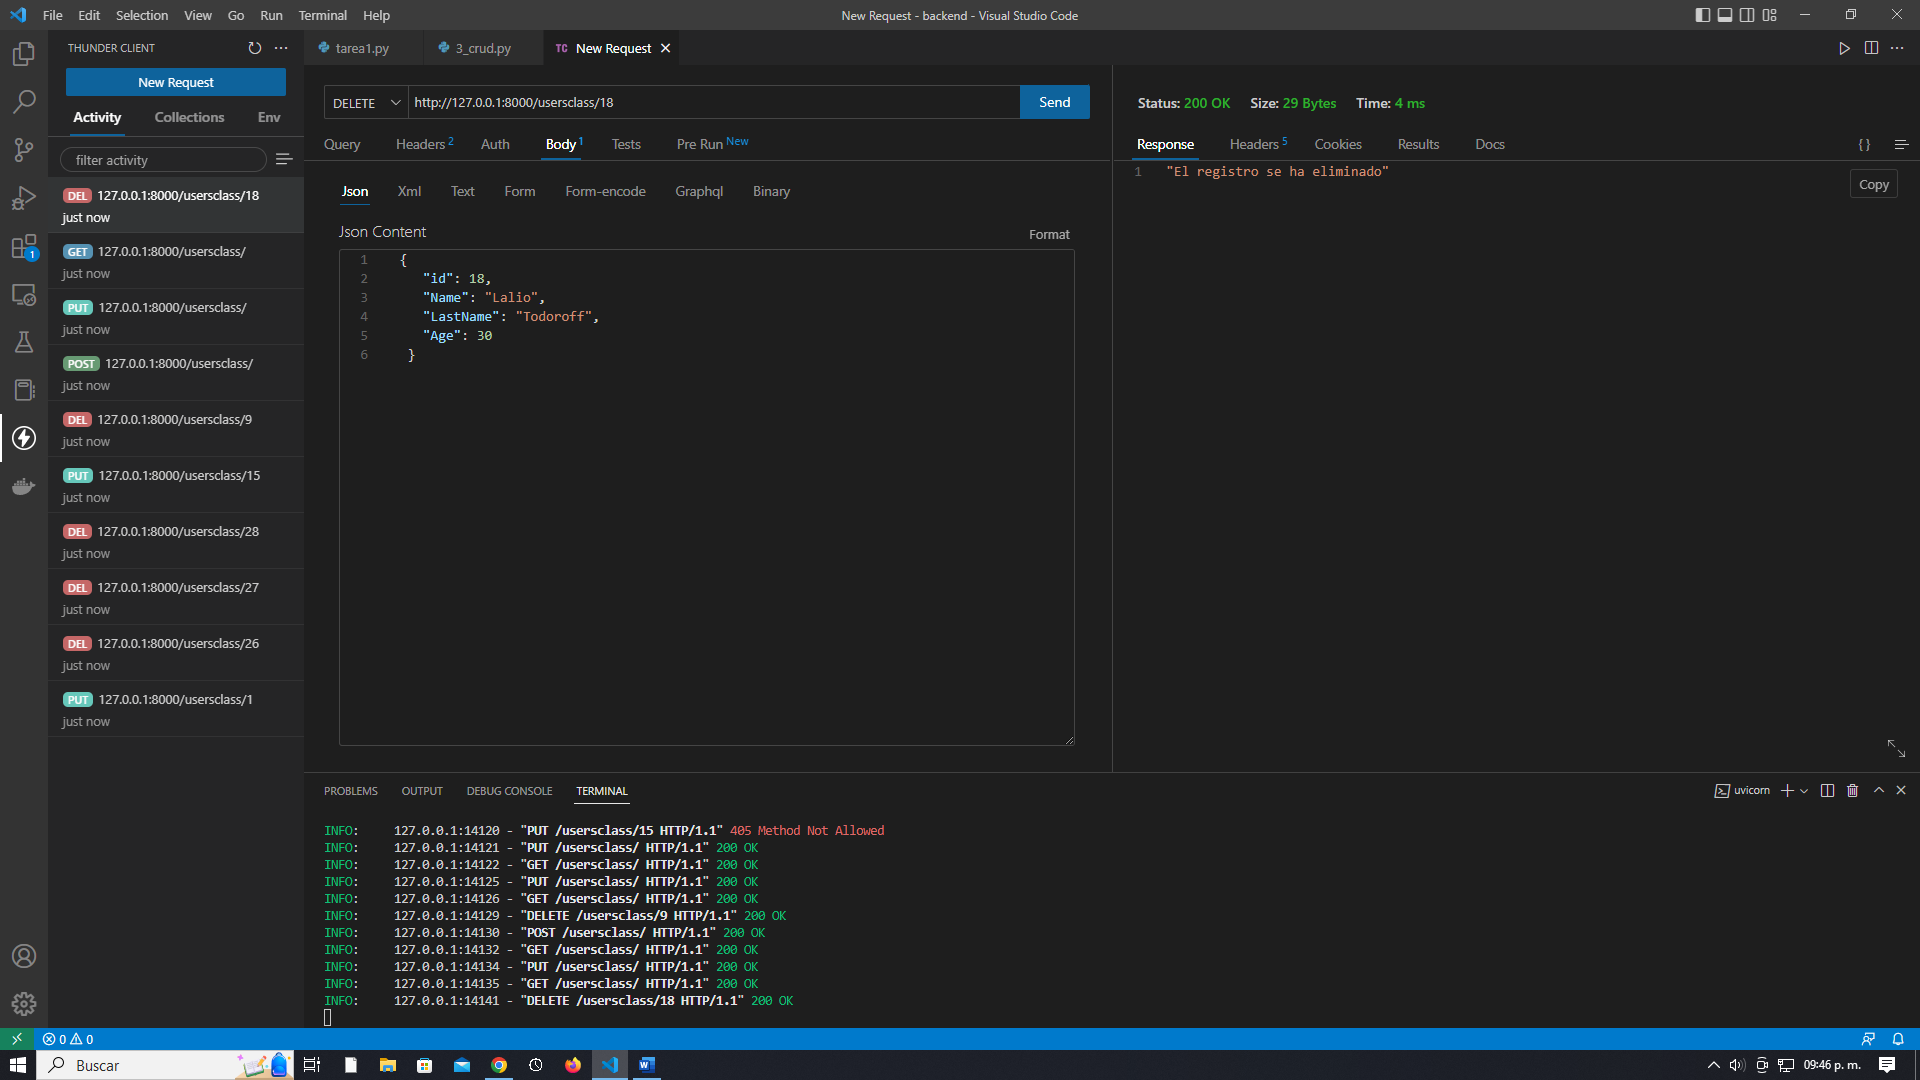 File Edit Selection View Go Run Terminal Help
New Request - backend - Visual Studio Code
THUNDER CLIENT
New Request
Activity Collections Env
filter activity
DEL 127.0.0.1:8000/usersclass/18
just now
GET 127.0.0.1:8000/usersclass/
just now
PUT 127.0.0.1:8000/usersclass/
just now
POST 127.0.0.1:8000/usersclass/
just now
DEL 127.0.0.1:8000/usersclass/9
just now
PUT 127.0.0.1:8000/usersclass/15
just now
DEL 127.0.0.1:8000/usersclass/28
just now
DEL 127.0.0.1:8000/usersclass/27
just now
DEL 127.0.0.1:8000/usersclass/26
just now
PUT 127.0.0.1:8000/usersclass/1
just now
1
tarea1.py 3_crud.py TC New Request
DELETE http://127.0.0.1:8000/usersclass/18 Send
Query Headers 2 Auth Body 1 Tests Pre Run New
Json Xml Text Form Form-encode Graphql Binary
Json Content
Format
1 {
2 "id": 18,
3 "Name": "Lalio",
4 "LastName": "Todoroff",
5 "Age": 30
6 }
Status: 200 OK Size: 29 Bytes Time: 4 ms
Response Headers 5 Cookies Results Docs { }
1 "El registro se ha eliminado"
Copy
PROBLEMS OUTPUT DEBUG CONSOLE TERMINAL
uvicorn
INFO: 127.0.0.1:14120 - "PUT /usersclass/15 HTTP/1.1" 405 Method Not Allowed
INFO: 127.0.0.1:14121 - "PUT /usersclass/ HTTP/1.1" 200 OK
INFO: 127.0.0.1:14122 - "GET /usersclass/ HTTP/1.1" 200 OK
INFO: 127.0.0.1:14125 - "PUT /usersclass/ HTTP/1.1" 200 OK
INFO: 127.0.0.1:14126 - "GET /usersclass/ HTTP/1.1" 200 OK
INFO: 127.0.0.1:14129 - "DELETE /usersclass/9 HTTP/1.1" 200 OK
INFO: 127.0.0.1:14130 - "POST /usersclass/ HTTP/1.1" 200 OK
INFO: 127.0.0.1:14132 - "GET /usersclass/ HTTP/1.1" 200 OK
INFO: 127.0.0.1:14134 - "PUT /usersclass/ HTTP/1.1" 200 OK
INFO: 127.0.0.1:14135 - "GET /usersclass/ HTTP/1.1" 200 OK
INFO: 127.0.0.1:14141 - "DELETE /usersclass/18 HTTP/1.1" 200 OK
0 0
Buscar
09:46 p. m.